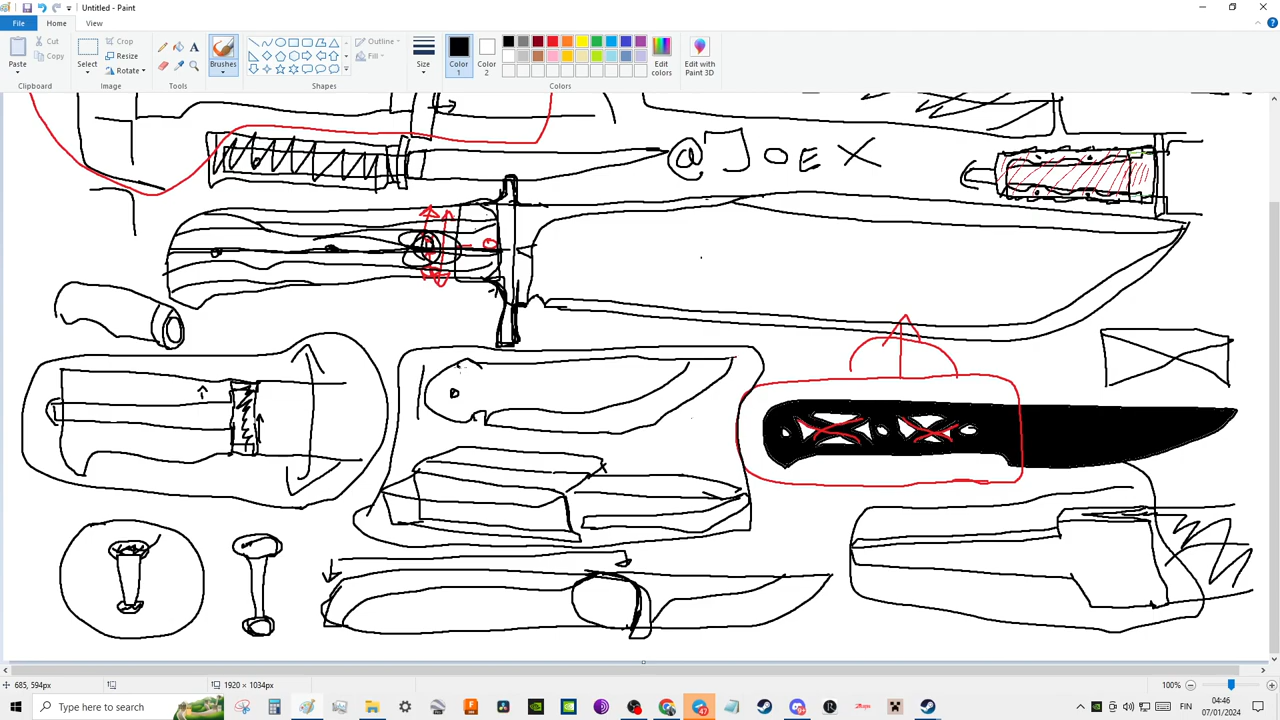 Untitled - Paint
File
Home
View
Paste
Cut
Copy
Clipboard
Select
Crop
Resize
Rotate
Image
A
Tools
Brushes
Outline
Fill
Shapes
Size
Color 1
Color 2
Edit colors
Colors
Edit with Paint 3D
@JOEX
685, 594px
1920 × 1034px
100%
Type here to search
FIN
04:46
07/01/2024